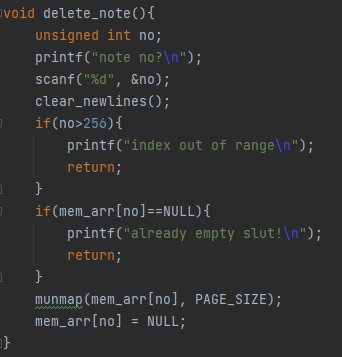 void delete_note(){
unsigned int no;
printf("note no?\n");
scanf("%d", &no);
clear_newlines();
if(no>256){
printf("index out of range\n");
return;
}
if(mem_arr[no]==NULL){
printf("already empty slut!\n");
return;
}
munmap(mem_arr[no], PAGE_SIZE);
mem_arr[no] = NULL;
}